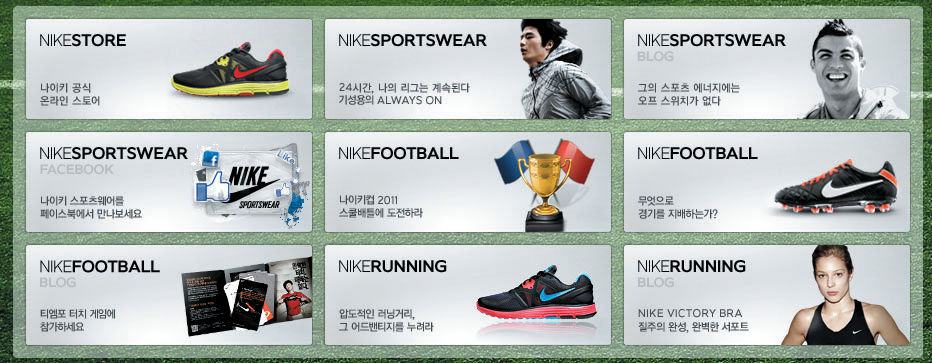 NIKESTORE
나이키 공식
온라인 스토어
NIKESPORTSWEAR
24시간, 나의 리그는 계속된다
기성용의 ALWAYS ON
NIKESPORTSWEAR
BLOG
그의 스포츠 에너지에는
오프 스위치가 없다
NIKESPORTSWEAR
FACEBOOK
나이키 스포츠웨어를
페이스북에서 만나보세요
Like
NIKE
SPORTSWEAR
NIKEFOOTBALL
나이키컵 2011
스쿨배틀에 도전하라
NIKEFOOTBALL
무엇으로
경기를 지배하는가?
NIKEFOOTBALL
BLOG
티엠포 터치 게임에
참가하세요
NIKERUNNING
압도적인 러닝거리,
그 어드밴티지를 누려라
NIKERUNNING
BLOG
NIKE VICTORY BRA
질주의 완성, 완벽한 서포트